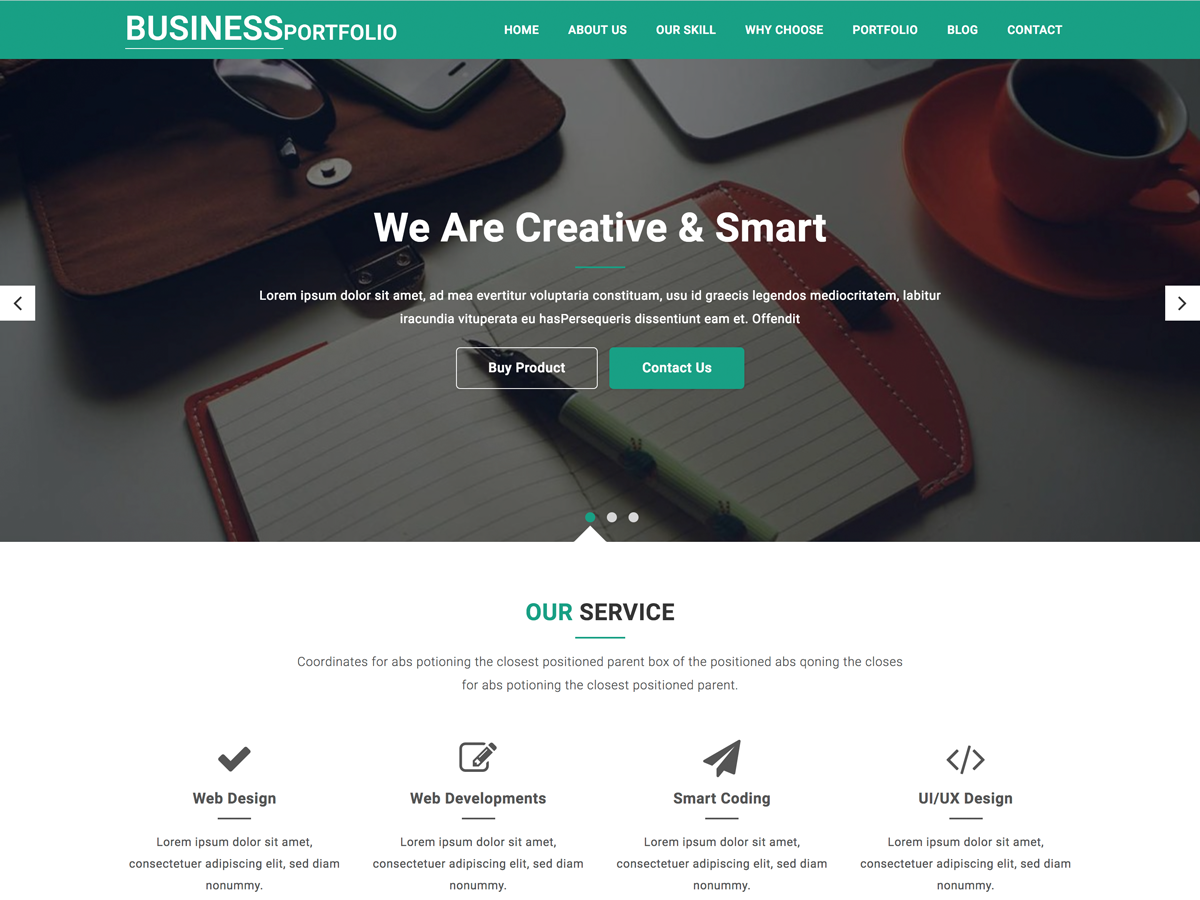 BUSINESSPORTFOLIO
HOME ABOUT US OUR SKILL WHY CHOOSE PORTFOLIO BLOG CONTACT
We Are Creative & Smart
Lorem ipsum dolor sit amet, ad mea evertitur voluptaria constituam, usu id graecis legendos mediocritatem, labitur
iracundia vituperata eu hasPersequeris dissentiunt eam et. Offendit
Buy Product
Contact Us
OUR SERVICE
Coordinates for abs potioning the closest positioned parent box of the positioned abs qoning the closes
for abs potioning the closest positioned parent.
Web Design
Lorem ipsum dolor sit amet,
consectetuer adipiscing elit, sed diam
nonummy.
Web Developments
Lorem ipsum dolor sit amet,
consectetuer adipiscing elit, sed diam
nonummy.
Smart Coding
Lorem ipsum dolor sit amet,
consectetuer adipiscing elit, sed diam
nonummy.
UI/UX Design
Lorem ipsum dolor sit amet,
consectetuer adipiscing elit, sed diam
nonummy.